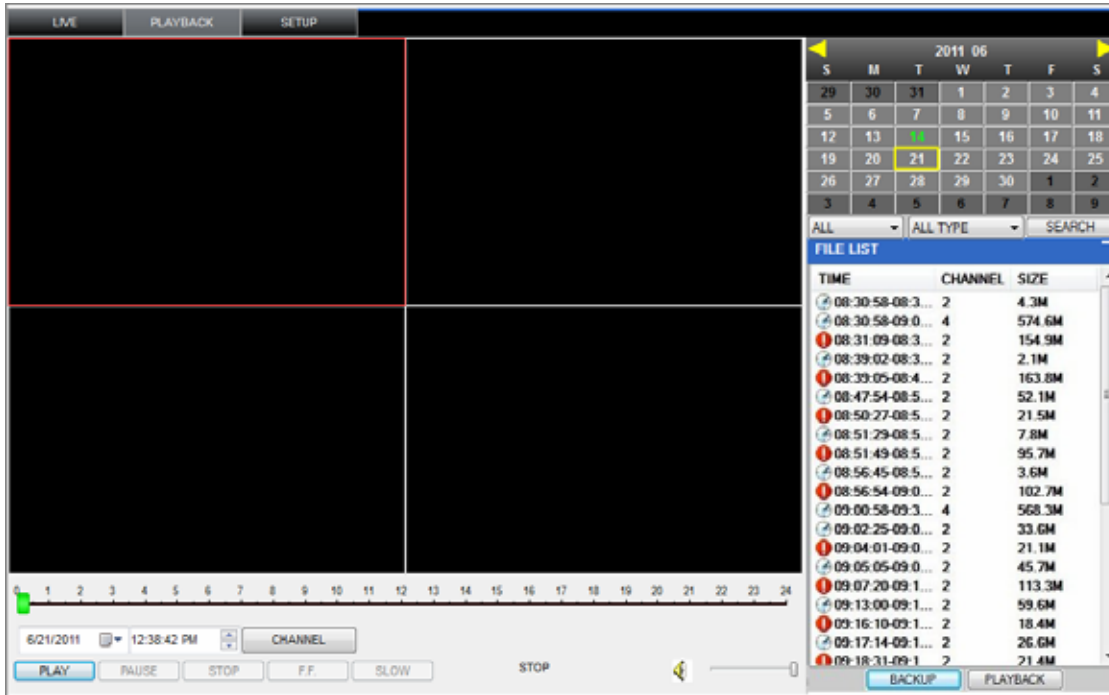 LIVE PLAYBACK SETUP
2011 06
S M T W T F S
29 30 31 1 2 3 4
5 6 7 8 9 10 11
12 13 14 15 16 17 18
19 20 21 22 23 24 25
26 27 28 29 30 1 2
3 4 5 6 7 8 9
ALL ALL TYPE SEARCH
FILE LIST
TIME CHANNEL SIZE
08:30:58-08:3... 2 4.3M
08:30:58-09:0... 4 574.6M
08:31:09-08:3... 2 154.9M
08:39:02-08:3... 2 2.1M
08:39:05-08:4... 2 163.8M
08:47:54-08:5... 2 52.1M
08:50:27-08:5... 2 21.5M
08:51:29-08:5... 2 7.8M
08:51:49-08:5... 2 95.7M
08:56:45-08:5... 2 3.6M
08:56:54-09:0... 2 102.7M
09:00:58-09:3... 4 568.3M
09:02:25-09:0... 2 33.6M
09:04:01-09:0... 2 21.1M
09:05:05-09:0... 2 45.7M
09:07:20-09:1... 2 113.3M
09:13:00-09:1... 2 59.6M
09:16:10-09:1... 2 18.4M
09:17:14-09:1... 2 26.6M
09:18:31-09:1 2 21.4M
BACKUP PLAYBACK
0 1 2 3 4 5 6 7 8 9 10 11 12 13 14 15 16 17 18 19 20 21 22 23 24
6/21/2011 12:38:42 PM CHANNEL
PLAY PAUSE STOP F.F. SLOW STOP